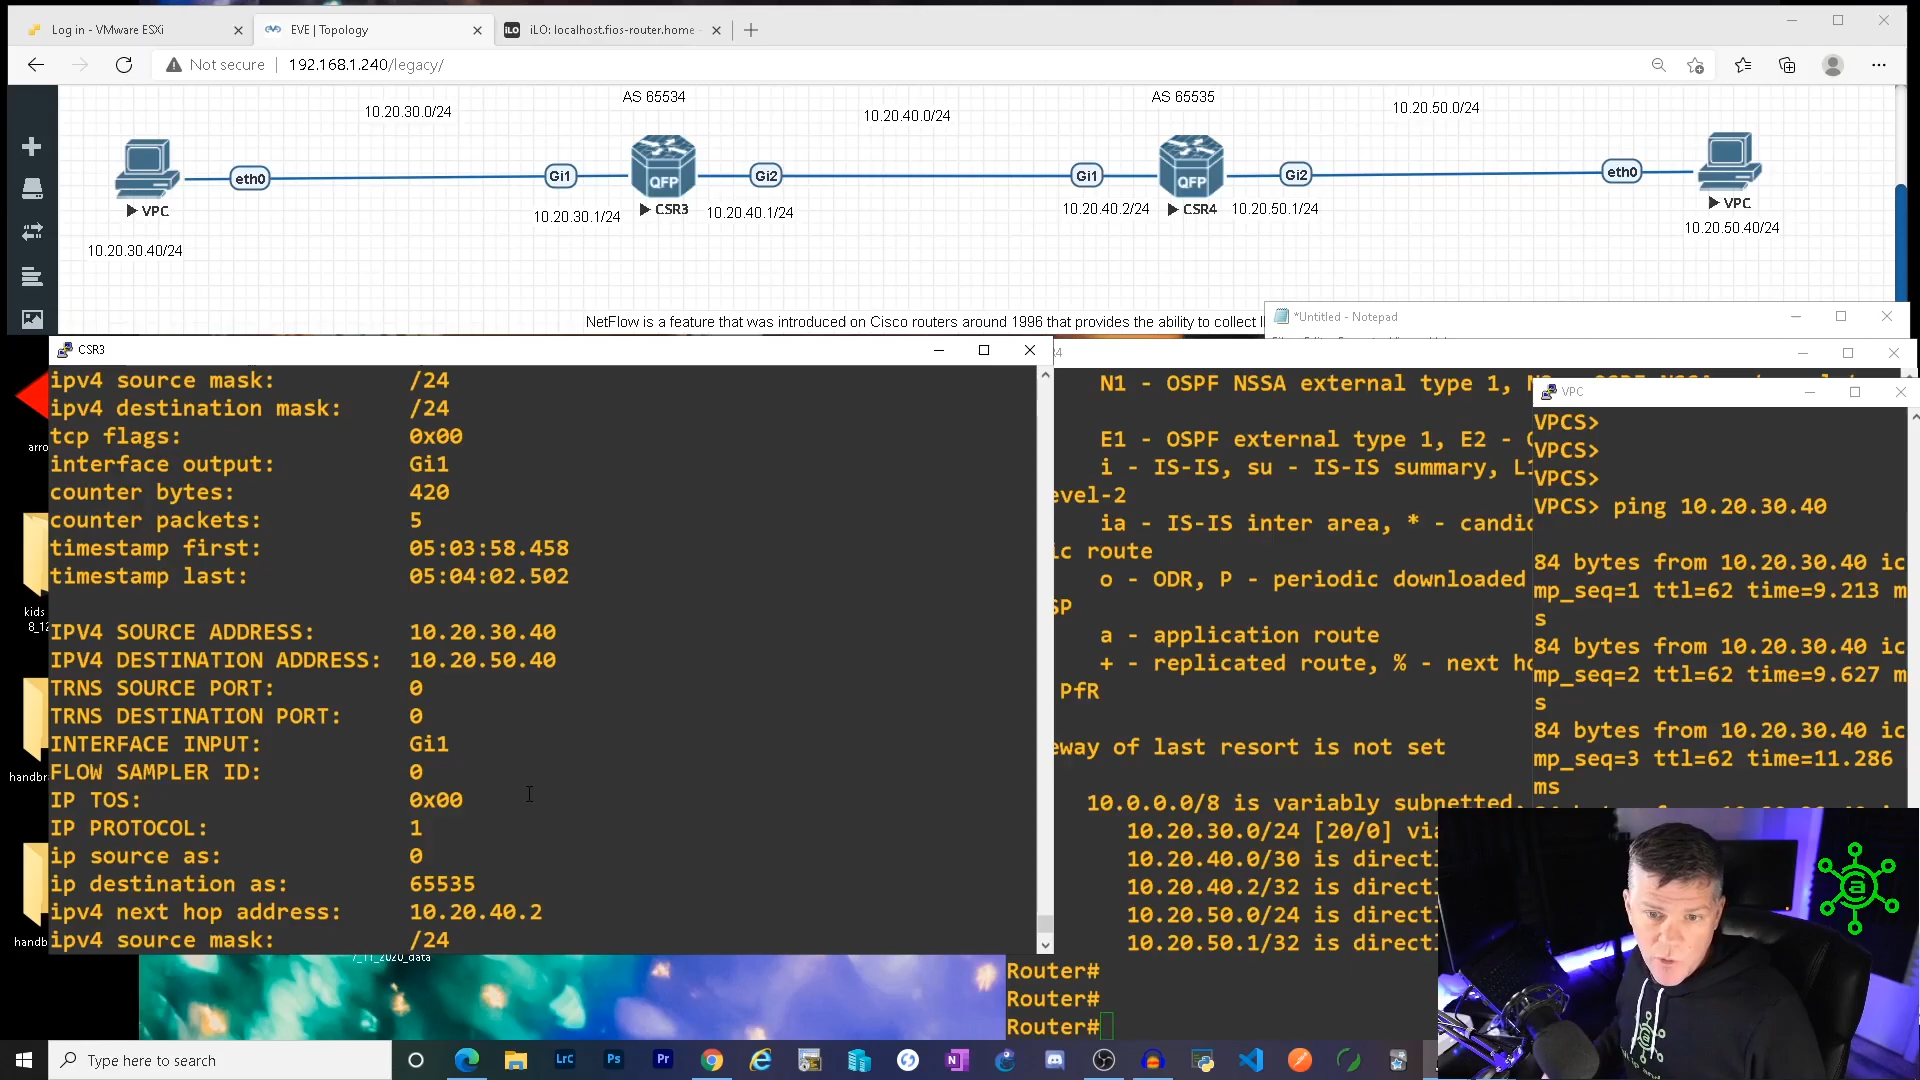 Log in - VMware ESXi
EVE | Topology
iLO: localhost.fios-router.home
Not secure
192.168.1.240/legacy/
AS 65534
AS 65535
10.20.30.0/24
10.20.40.0/24
10.20.50.0/24
eth0
Gi1
QFP
Gi2
Gi1
QFP
Gi2
eth0
VPC
CSR3
CSR4
VPC
10.20.30.1/24
10.20.40.1/24
10.20.40.2/24
10.20.50.1/24
10.20.30.40/24
10.20.50.40/24
NetFlow is a feature that was introduced on Cisco routers around 1996 that provides the ability to collect
*Untitled - Notepad
CSR3
ipv4 source mask: /24
ipv4 destination mask: /24
tcp flags: 0x00
interface output: Gi1
counter bytes: 420
counter packets: 5
timestamp first: 05:03:58.458
timestamp last: 05:04:02.502
IPV4 SOURCE ADDRESS: 10.20.30.40
IPV4 DESTINATION ADDRESS: 10.20.50.40
TRNS SOURCE PORT: 0
TRNS DESTINATION PORT: 0
INTERFACE INPUT: Gi1
FLOW SAMPLER ID: 0
IP TOS: 0x00
IP PROTOCOL: 1
ip source as: 0
ip destination as: 65535
ipv4 next hop address: 10.20.40.2
ipv4 source mask: /24
N1 - OSPF NSSA external type 1,
E1 - OSPF external type 1, E2 -
i - IS-IS, su - IS-IS summary,
evel-2
ia - IS-IS inter area, * -
ic route
o - ODR, P - periodic downloaded
SP
a - application route
+ - replicated route, % - next
PfR
eway of last resort is not set
10.0.0.0/8 is variably subnetted,
10.20.30.0/24 [20/0]
10.20.40.0/30 is
10.20.40.2/32 is
10.20.50.0/24 is
10.20.50.1/32 is
Router#
Router#
Router#
VPC
VPCS>
VPCS>
VPCS>
VPCS> ping 10.20.30.40
84 bytes from 10.20.30.40 ic
mp_seq=1 ttl=62 time=9.213 m
s
84 bytes from 10.20.30.40 ic
mp_seq=2 ttl=62 time=9.627 m
s
84 bytes from 10.20.30.40 ic
mp_seq=3 ttl=62 time=11.286
ms
arro
kids
handbr
handb
7_11_2020_data
Type here to search
LrC
Ps
Pr